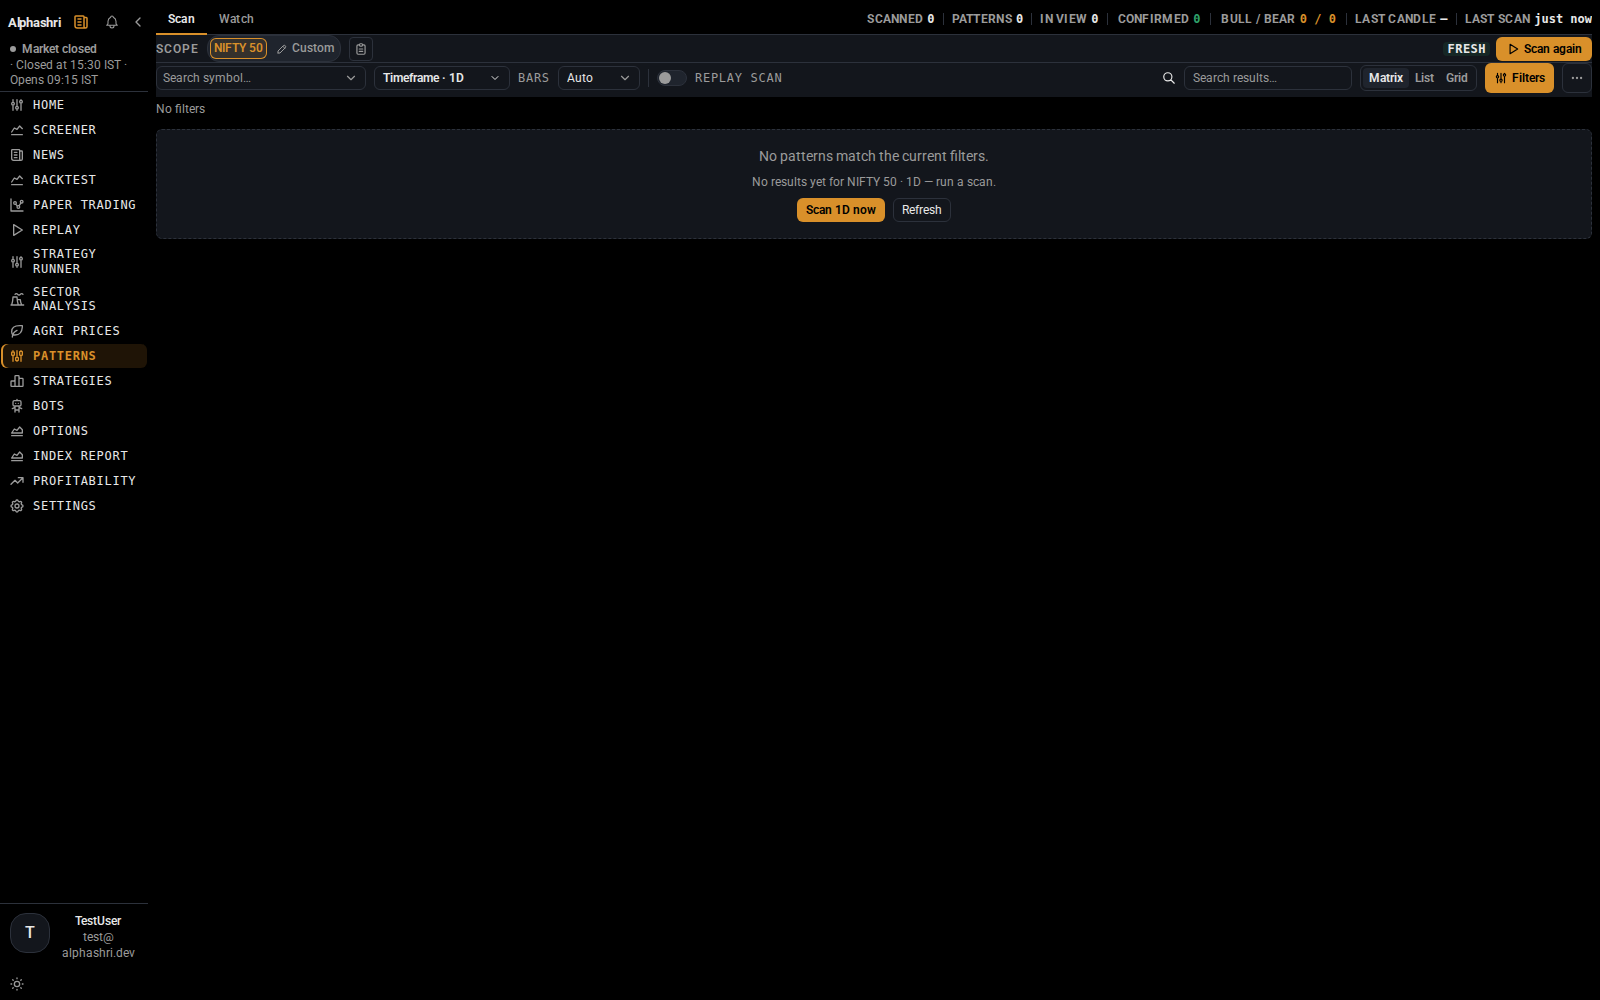 Alphashri
Market closed
· Closed at 15:30 IST ·
Opens 09:15 IST
HOME
SCREENER
NEWS
BACKTEST
PAPER TRADING
REPLAY
STRATEGY
RUNNER
SECTOR
ANALYSIS
AGRI PRICES
PATTERNS
STRATEGIES
BOTS
OPTIONS
INDEX REPORT
PROFITABILITY
SETTINGS
T
TestUser
test@
alphashri.dev
Scan Watch SCANNED 0 PATTERNS 0 IN VIEW 0 CONFIRMED 0 BULL / BEAR 0 / 0 LAST CANDLE – LAST SCAN just now
SCOPE NIFTY 50 Custom FRESH Scan again
Search symbol... Timeframe · 1D BARS Auto REPLAY SCAN Search results... Matrix List Grid Filters ...
No filters
No patterns match the current filters.
No results yet for NIFTY 50 · 1D — run a scan.
Scan 1D now Refresh